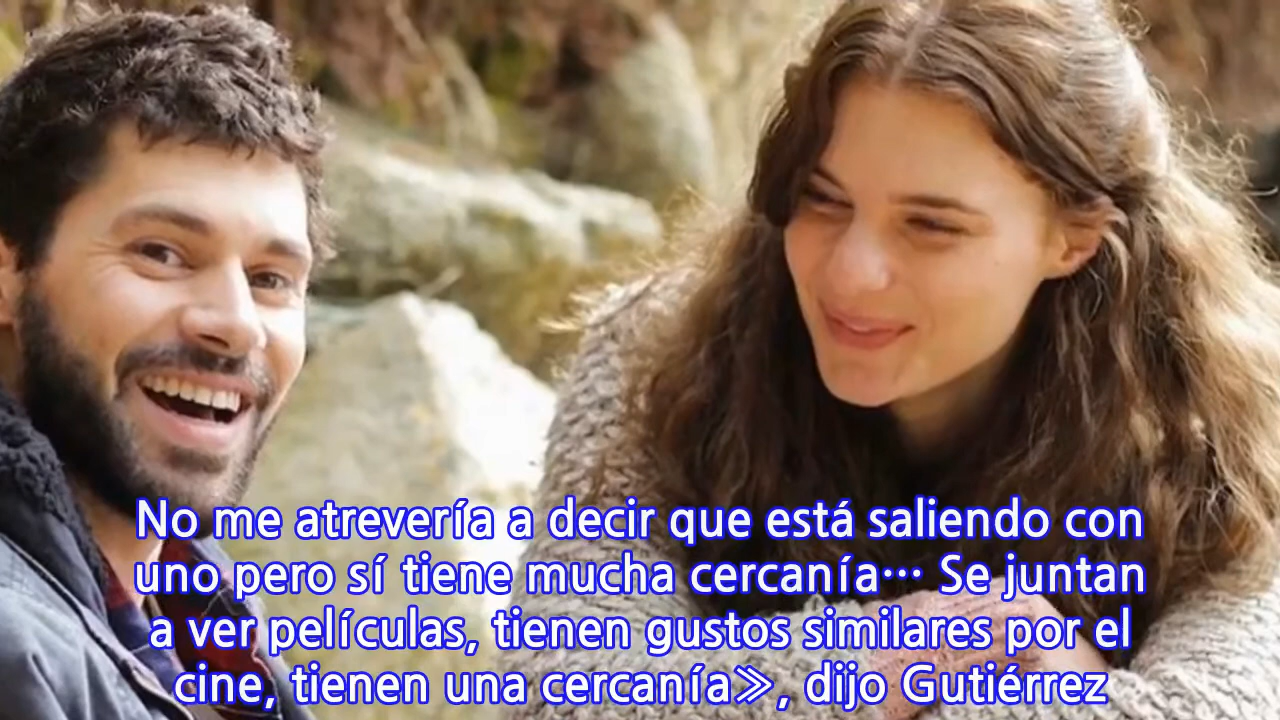 No me atrevería a decir que está saliendo con
uno pero sí tiene mucha cercanía… Se juntan
a ver películas, tienen gustos similares por el
cine, tienen una cercanía≫, dijo Gutiérrez